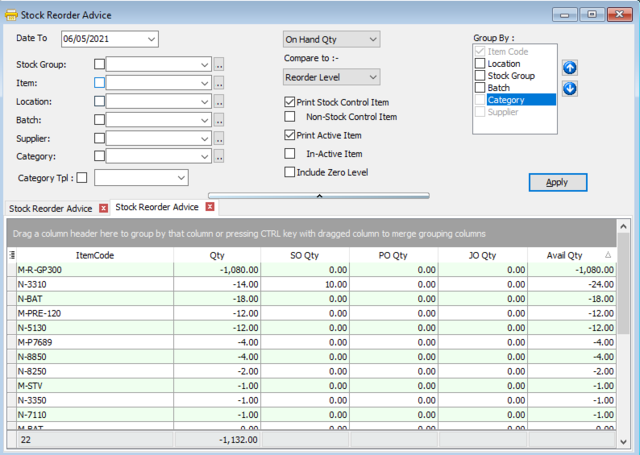 Stock Reorder Advice
Date To 06/05/2021
On Hand Qty
Group By :
Item Code
Location
Stock Group
Batch
Category
Supplier
Compare to :-
Reorder Level
Stock Group:
Item:
Location:
Batch:
Supplier:
Category:
Category Tpl :
Print Stock Control Item
Non-Stock Control Item
Print Active Item
In-Active Item
Include Zero Level
Apply
Stock Reorder Advice Stock Reorder Advice
Drag a column header here to group by that column or pressing CTRL key with dragged column to merge grouping columns
ItemCode Qty SO Qty PO Qty JO Qty Avail Qty
M-R-GP300 -1,080.00 0.00 0.00 0.00 -1,080.00
N-3310 -14.00 10.00 0.00 0.00 -24.00
N-BAT -18.00 0.00 0.00 0.00 -18.00
M-PRE-120 -12.00 0.00 0.00 0.00 -12.00
N-5130 -12.00 0.00 0.00 0.00 -12.00
M-P7689 -4.00 0.00 0.00 0.00 -4.00
N-8850 -4.00 0.00 0.00 0.00 -4.00
N-8250 -2.00 0.00 0.00 0.00 -2.00
M-STV -1.00 0.00 0.00 0.00 -1.00
N-3350 -1.00 0.00 0.00 0.00 -1.00
N-7110 -1.00 0.00 0.00 0.00 -1.00
M-BAT 0.00 0.00 0.00 0.00 0.00
22 -1,132.00